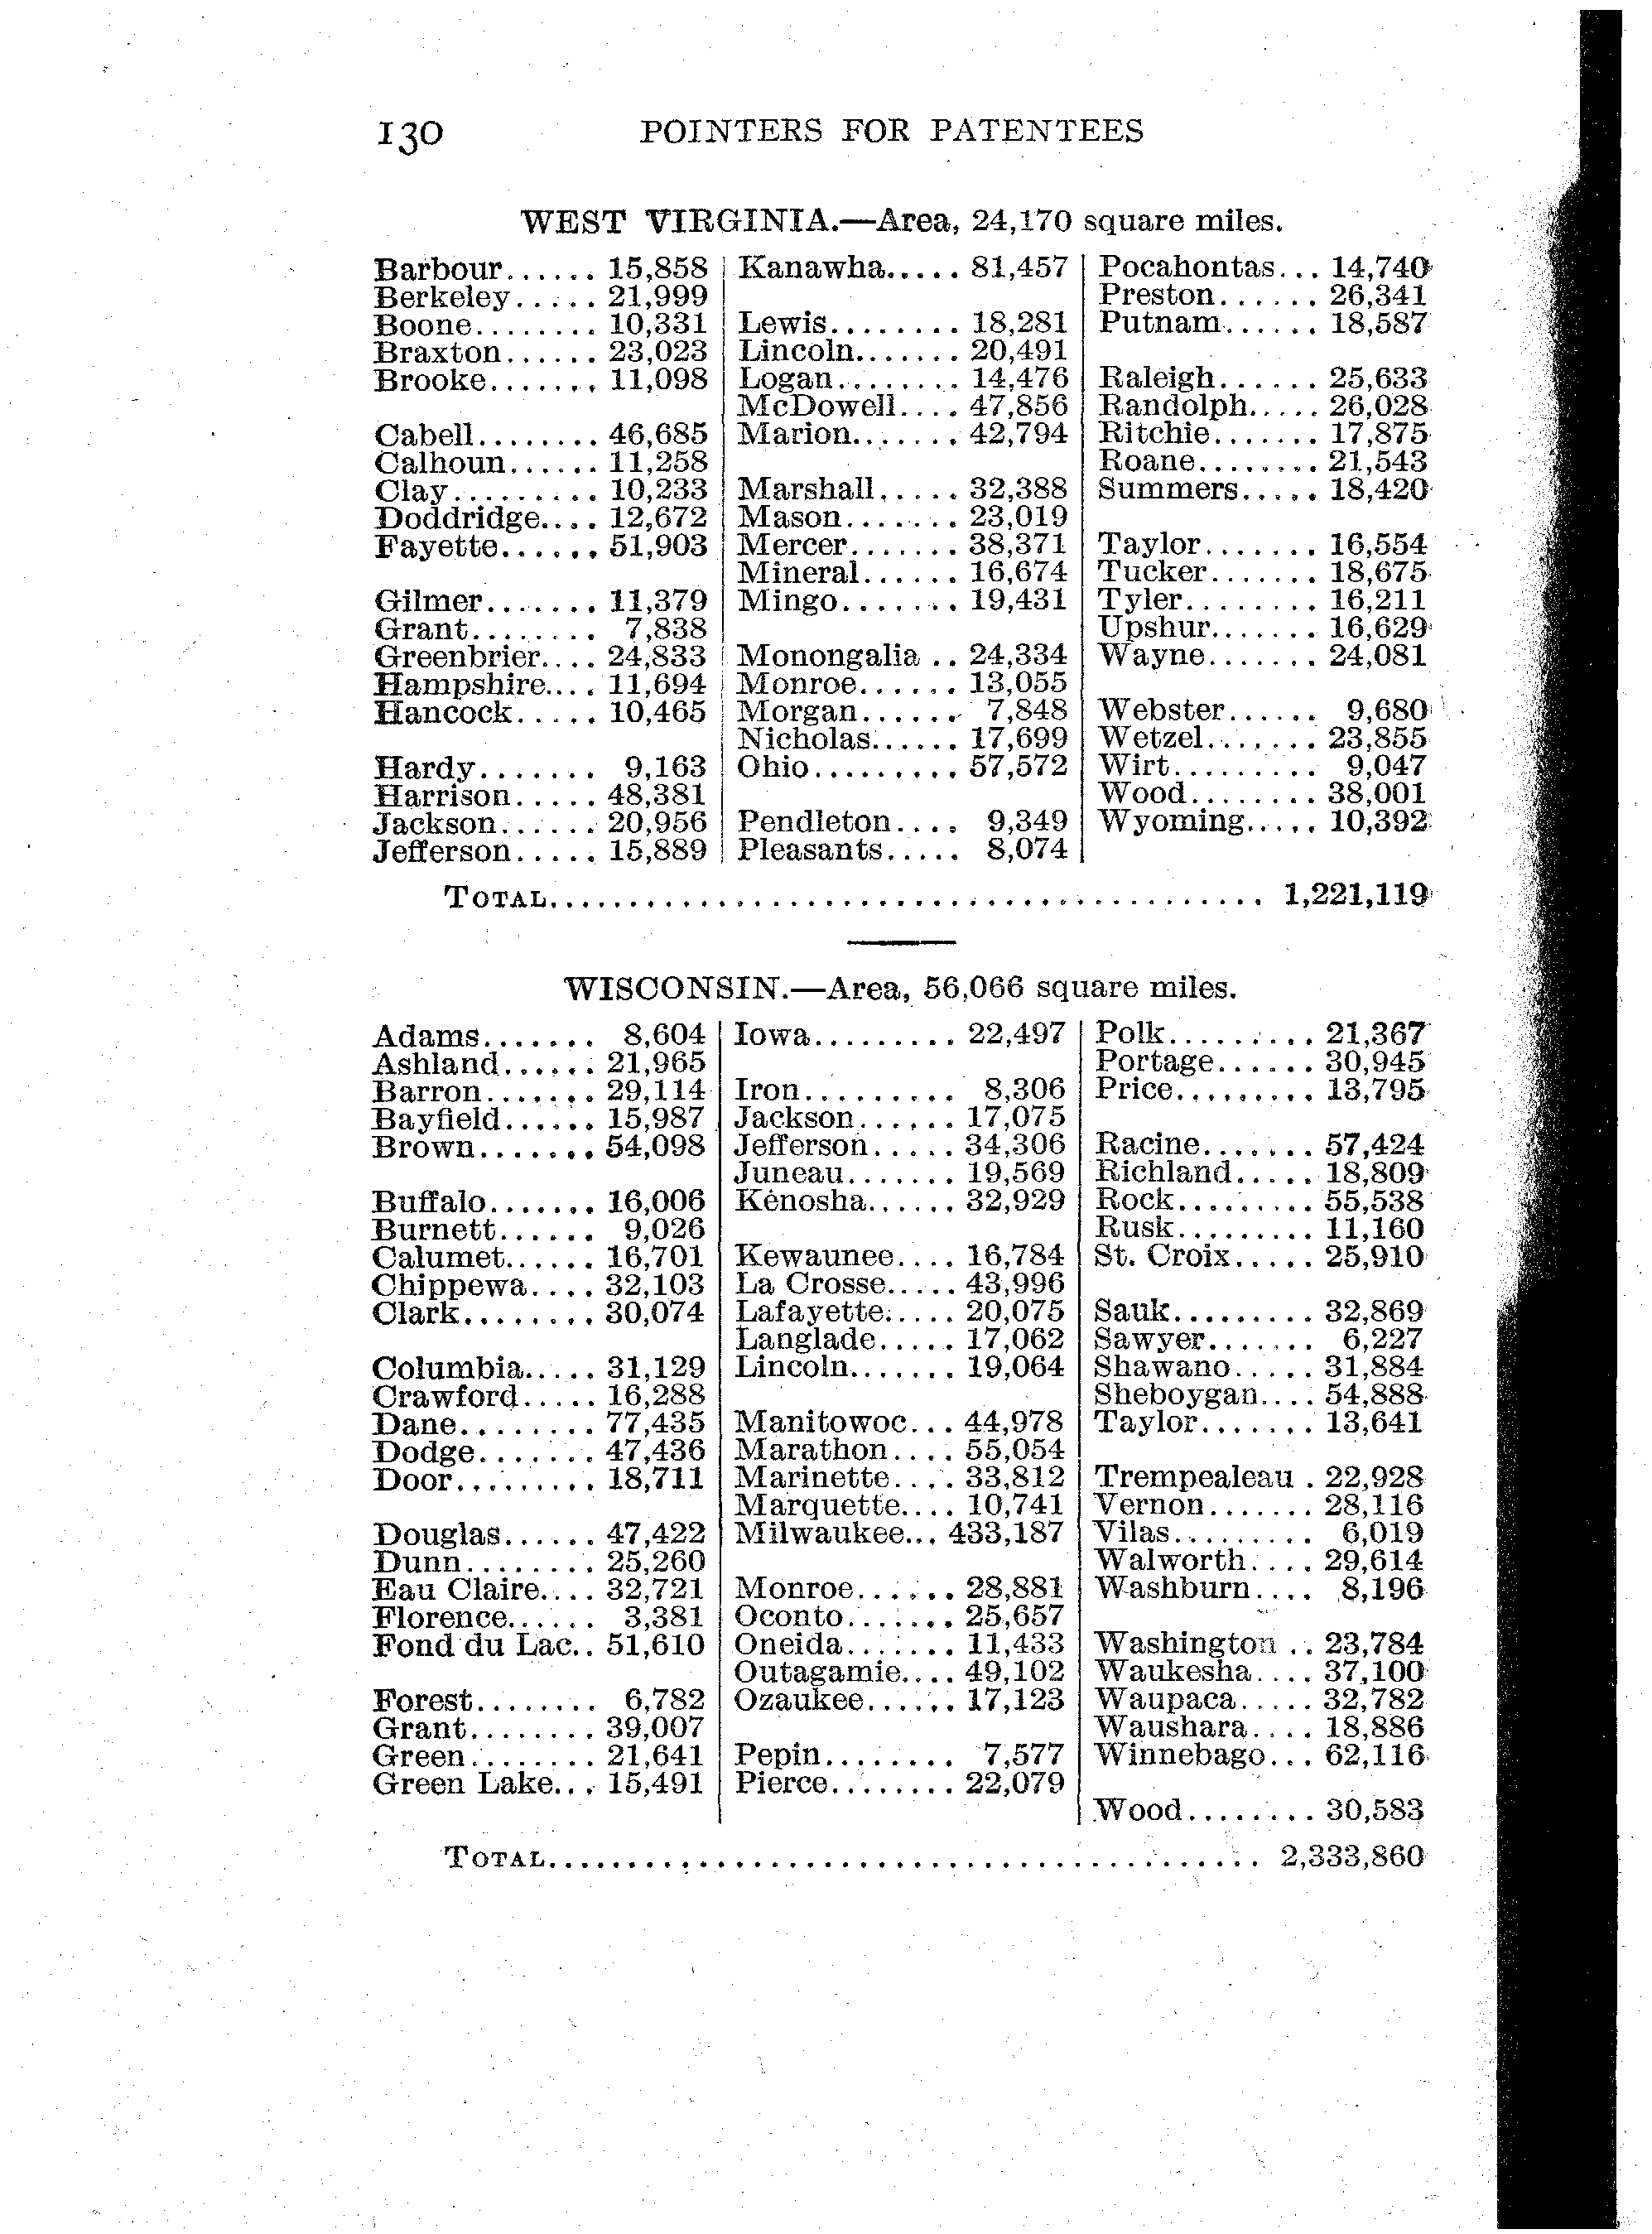 130 POINTERS FOR PATENTEES
WEST VIRGINIA.—Area, 24,170 square miles.
Barbour...... 15,858
Berkeley..... 21,999
Boone........ 10,331
Braxton...... 23,023
Brooke....... 11,098
Cabell........ 46,685
Calhoun...... 11,258
Clay......... 10,233
Doddridge.... 12,672
Fayette...... 51,903
Gilmer....... 11,379
Grant........ 7,838
Greenbrier.... 24,833
Hampshire.... 11,694
Hancock..... 10,465
Hardy....... 9,163
Harrison..... 48,381
Jackson...... 20,956
Jefferson..... 15,889
Kanawha..... 81,457
Lewis........ 18,281
Lincoln....... 20,491
Logan........ 14,476
McDowell.... 47,856
Marion....... 42,794
Marshall..... 32,388
Mason....... 23,019
Mercer....... 38,371
Mineral...... 16,674
Mingo....... 19,431
Monongalia .. 24,334
Monroe...... 13,055
Morgan...... 7,848
Nicholas...... 17,699
Ohio......... 57,572
Pendleton.... 9,349
Pleasants..... 8,074
Pocahontas... 14,740
Preston...... 26,341
Putnam...... 18,587
Raleigh...... 25,633
Randolph..... 26,028
Ritchie....... 17,875
Roane........ 21,543
Summers..... 18,420
Taylor....... 16,554
Tucker....... 18,675
Tyler........ 16,211
Upshur....... 16,629
Wayne....... 24,081
Webster...... 9,680
Wetzel....... 23,855
Wirt......... 9,047
Wood........ 38,001
Wyoming..... 10,392
TOTAL........................................ 1,221,119
WISCONSIN.—Area, 56,066 square miles.
Adams....... 8,604
Ashland...... 21,965
Barron....... 29,114
Bayfield...... 15,987
Brown....... 54,098
Buffalo....... 16,006
Burnett...... 9,026
Calumet...... 16,701
Chippewa.... 32,103
Clark........ 30,074
Columbia..... 31,129
Crawford..... 16,288
Dane........ 77,435
Dodge....... 47,436
Door......... 18,711
Douglas...... 47,422
Dunn........ 25,260
Eau Claire.... 32,721
Florence...... 3,381
Fond du Lac.. 51,610
Forest........ 6,782
Grant........ 39,007
Green........ 21,641
Green Lake... 15,491
Iowa......... 22,497
Iron......... 8,306
Jackson...... 17,075
Jefferson..... 34,306
Juneau....... 19,569
Kenosha...... 32,929
Kewaunee.... 16,784
La Crosse..... 43,996
Lafayette..... 20,075
Langlade..... 17,062
Lincoln....... 19,064
Manitowoc... 44,978
Marathon.... 55,054
Marinette.... 33,812
Marquette.... 10,741
Milwaukee... 433,187
Monroe...... 28,881
Oconto....... 25,657
Oneida....... 11,433
Outagamie.... 49,102
Ozaukee...... 17,123
Pepin........ 7,577
Pierce........ 22,079
Polk......... 21,367
Portage...... 30,945
Price......... 13,795
Racine....... 57,424
Richland..... 18,809
Rock......... 55,538
Rusk......... 11,160
St. Croix..... 25,910
Sauk......... 32,869
Sawyer....... 6,227
Shawano..... 31,884
Sheboygan.... 54,888
Taylor....... 13,641
Trempealeau . 22,928
Vernon....... 28,116
Vilas......... 6,019
Walworth.... 29,614
Washburn.... 8,196
Washington .. 23,784
Waukesha.... 37,100
Waupaca..... 32,782
Waushara.... 18,886
Winnebago... 62,116
Wood........ 30,583
TOTAL........................................ 2,333,860